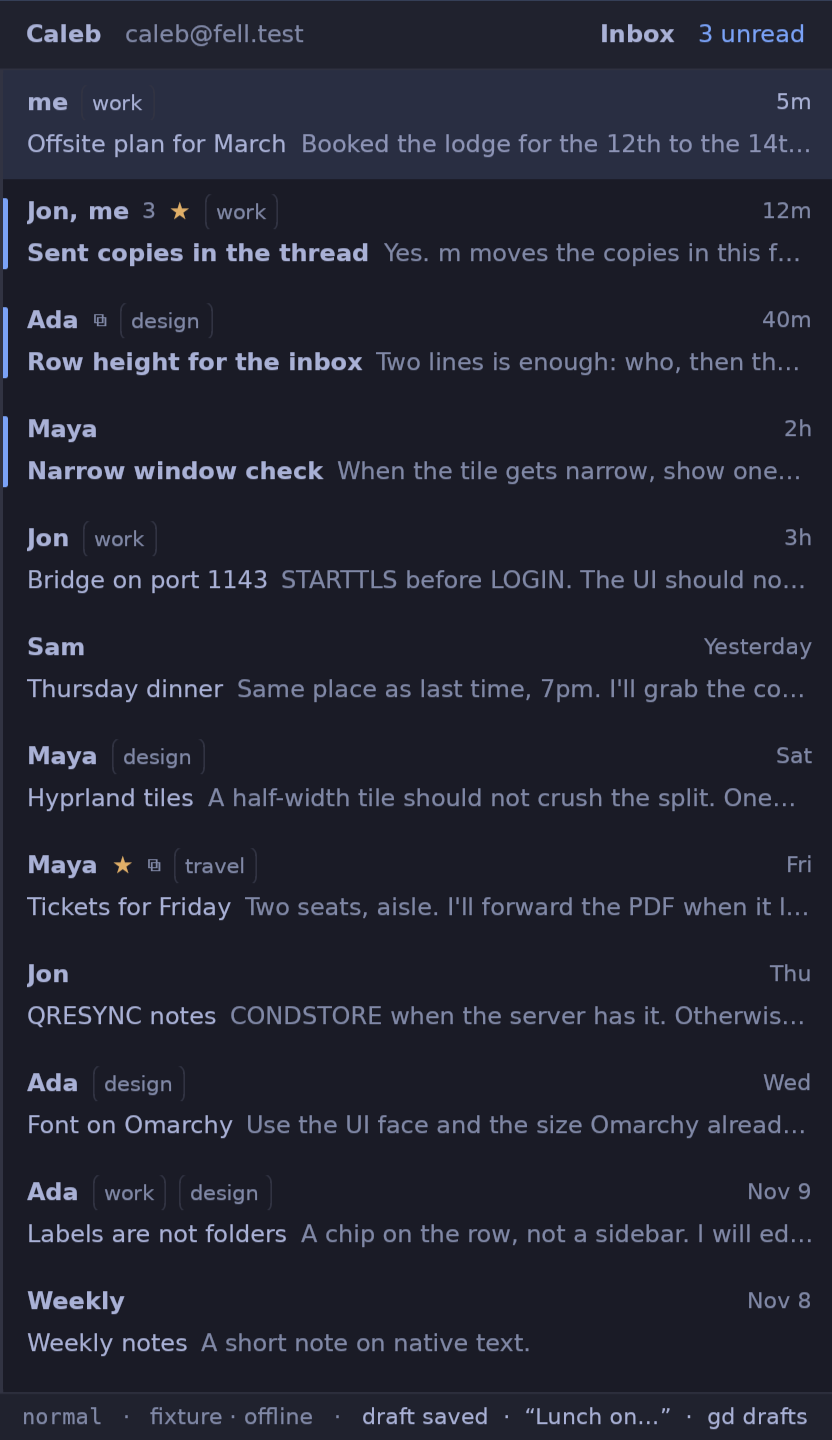 Caleb caleb@fell.test Inbox 3 unread
me work 5m
Offsite plan for March Booked the lodge for the 12th to the 14t…
Jon, me 3 ★ work 12m
Sent copies in the thread Yes. m moves the copies in this f…
Ada design 40m
Row height for the inbox Two lines is enough: who, then th…
Maya 2h
Narrow window check When the tile gets narrow, show one…
Jon work 3h
Bridge on port 1143 STARTTLS before LOGIN. The UI should no…
Sam Yesterday
Thursday dinner Same place as last time, 7pm. I'll grab the co…
Maya design Sat
Hyprland tiles A half-width tile should not crush the split. One…
Maya ★ travel Fri
Tickets for Friday Two seats, aisle. I'll forward the PDF when it l…
Jon Thu
QRESYNC notes CONDSTORE when the server has it. Otherwis…
Ada design Wed
Font on Omarchy Use the UI face and the size Omarchy alread…
Ada work design Nov 9
Labels are not folders A chip on the row, not a sidebar. I will ed…
Weekly Nov 8
Weekly notes A short note on native text.
normal · fixture · offline · draft saved · “Lunch on…” · gd drafts